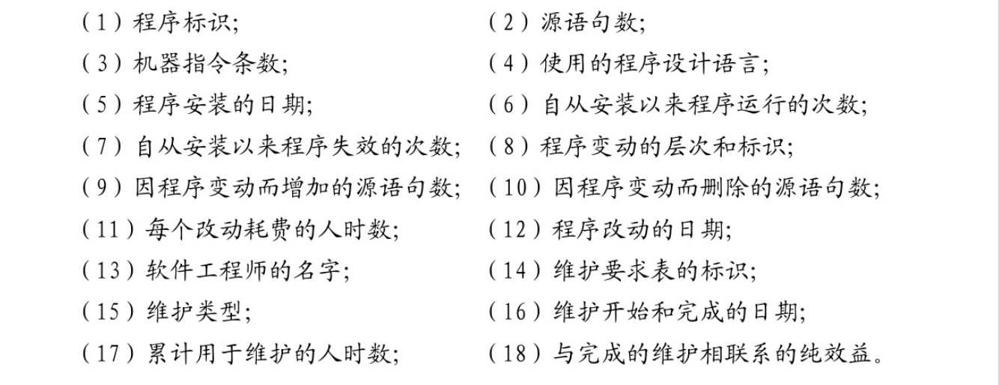 （1）程序标识;（2）源语句数;
（3）机器指令条数;（4）使用的程序设计语言;
（5）程序安装的日期;（6）自从安装以来程序运行的次数;
（7）自从安装以来程序失效的次数;（8）程序变动的层次和标识;
（9）因程序变动而增加的源语句数;（10）因程序变动而删除的源语句数;
（11）每个改动耗费的人时数;（12）程序改动的日期;
（13）软件工程师的名字;（14）维护要求表的标识;
（15）维护类型;（16）维护开始和完成的日期;
（17）累计用于维护的人时数;（18）与完成的维护相联系的纯效益。